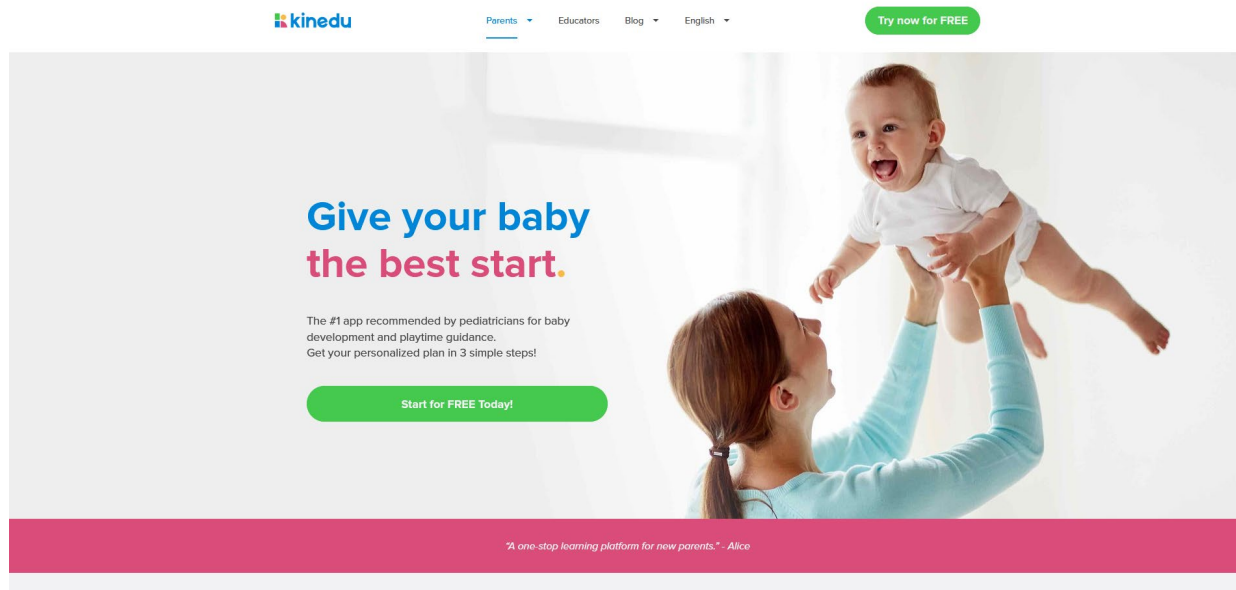 kinedu
Parents
Educators
Blog
English
Try now for FREE
Give your baby
the best start.
The #1 app recommended by pediatricians for baby
development and playtime guidance.
Get your personalized plan in 3 simple steps!
Start for FREE Today!
"A one-stop learning platform for new parents." - Alice